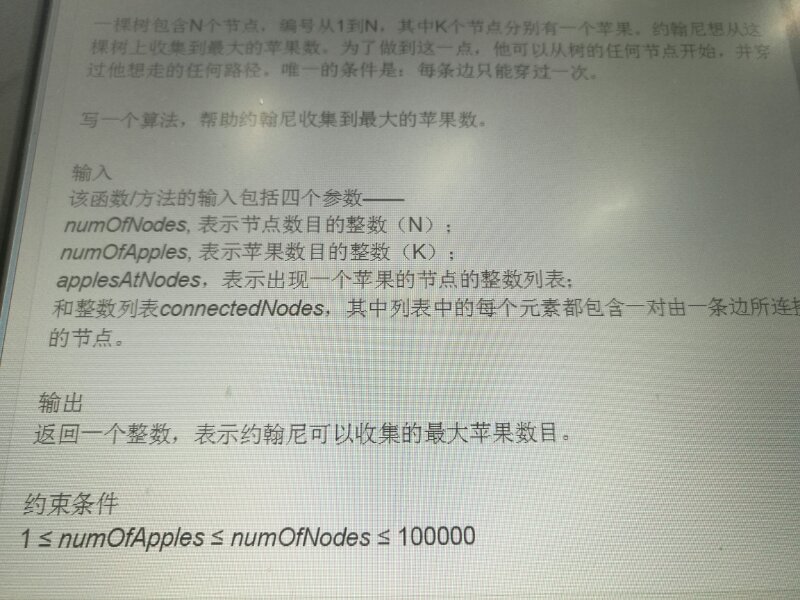 一棵树包含N个节点，编号从1到N，其中K个节点分别有一个苹果。约翰尼想从这
棵树上收集到最大的苹果数。为了做到这一点，他可以从树的任何节点开始，并穿
过他想走的任何路径。唯一的条件是：每条边只能穿过一次。
写一个算法，帮助约翰尼收集到最大的苹果数。
输入
该函数/方法的输入包括四个参数——
numOfNodes, 表示节点数目的整数（N）；
numOfApples, 表示苹果数目的整数（K）；
applesAtNodes，表示出现一个苹果的节点的整数列表；
和整数列表connectedNodes，其中列表中的每个元素都包含一对由一条边所连接
的节点。
输出
返回一个整数，表示约翰尼可以收集的最大苹果数目。
约束条件
1 ≤ numOfApples ≤ numOfNodes ≤ 100000